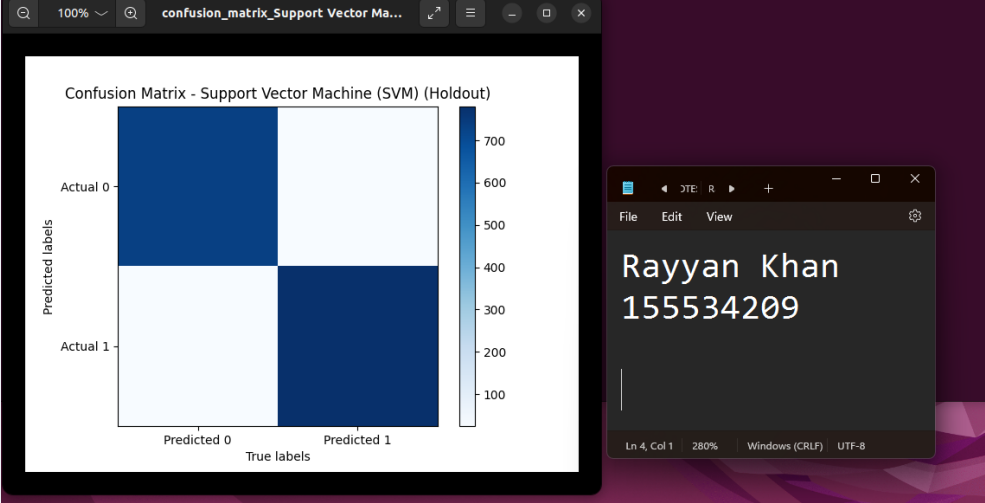 100%
confusion_matrix_Support Vector Ma...
Confusion Matrix - Support Vector Machine (SVM) (Holdout)
Predicted labels
Actual 0
Actual 1
Predicted 0
Predicted 1
True labels
700
600
500
400
300
200
100
OTE:
R
File
Edit
View
Rayyan Khan
155534209
Ln 4, Col 1
280%
Windows (CRLF)
UTF-8